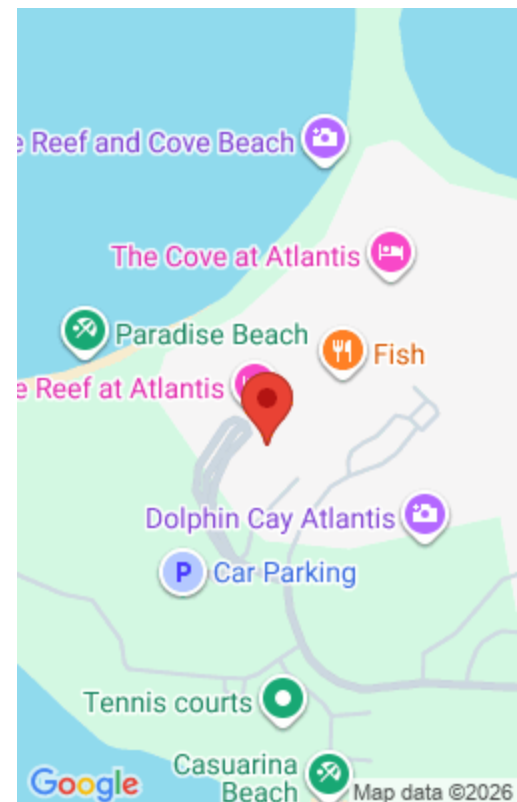 e Reef and Cove Beach
The Cove at Atlantis
Paradise Beach
Fish
e Reef at Atlantis
Dolphin Cay Atlantis
P Car Parking
Tennis courts
Casuarina
Beach
Google
Map data ©2026